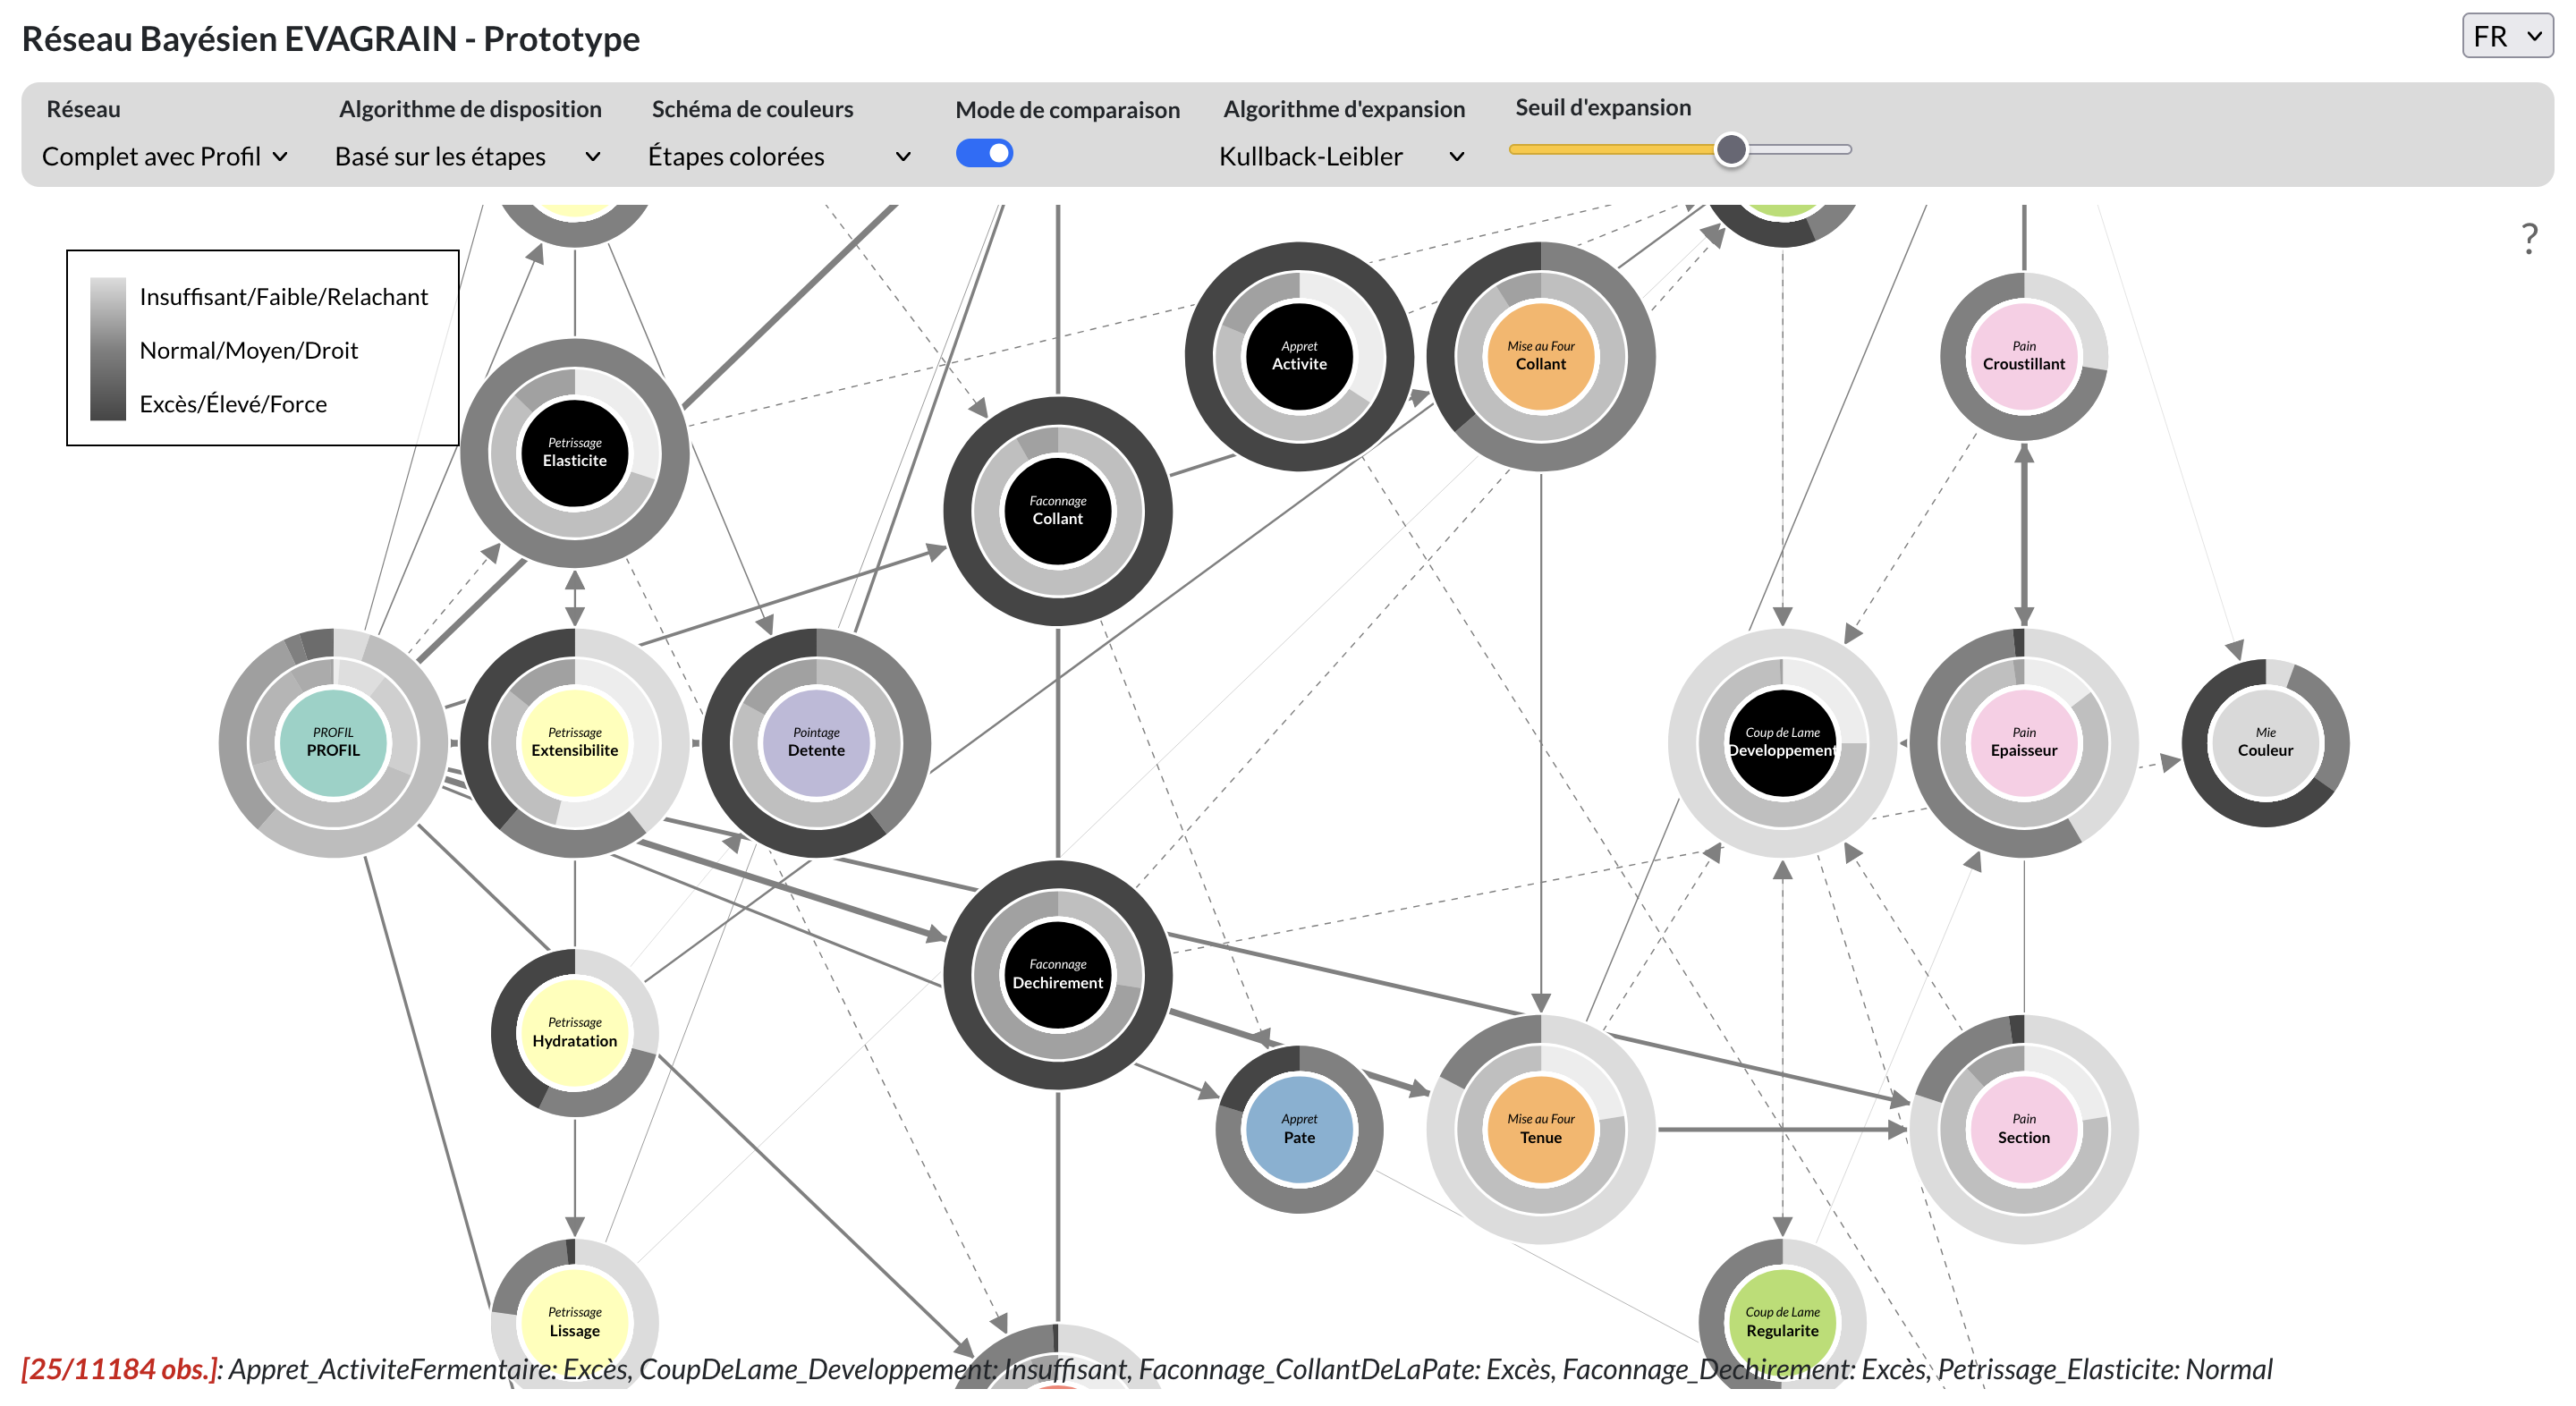 Réseau Bayésien EVAGRAIN - Prototype
FR
Réseau
Algorithme de disposition
Schéma de couleurs
Mode de comparaison
Algorithme d'expansion
Seuil d'expansion
Complet avec Profil
Basé sur les étapes
Étapes colorées
Kullback-Leibler
?
Insuffisant/Faible/Relachant
Normal/Moyen/Droit
Excès/Élevé/Force
Appret
Activite
Mise au Four
Collant
Pain
Croustillant
Petrissage
Elasticite
Faconnage
Collant
PROFIL
PROFIL
Petrissage
Extensibilite
Pointage
Detente
Coup de Lame
Developpement
Pain
Epaisseur
Mie
Couleur
Faconnage
Dechirement
Petrissage
Hydratation
Appret
Pate
Mise au Four
Tenue
Pain
Section
Petrissage
Lissage
Coup de Lame
Regularite
[25/11184 obs.]: Appret_ActiviteFermentaire: Excès, CoupDeLame_Developpement: Insuffisant, Faconnage_CollantDeLaPate: Excès, Faconnage_Dechirement: Excès, Petrissage_Elasticite: Normal